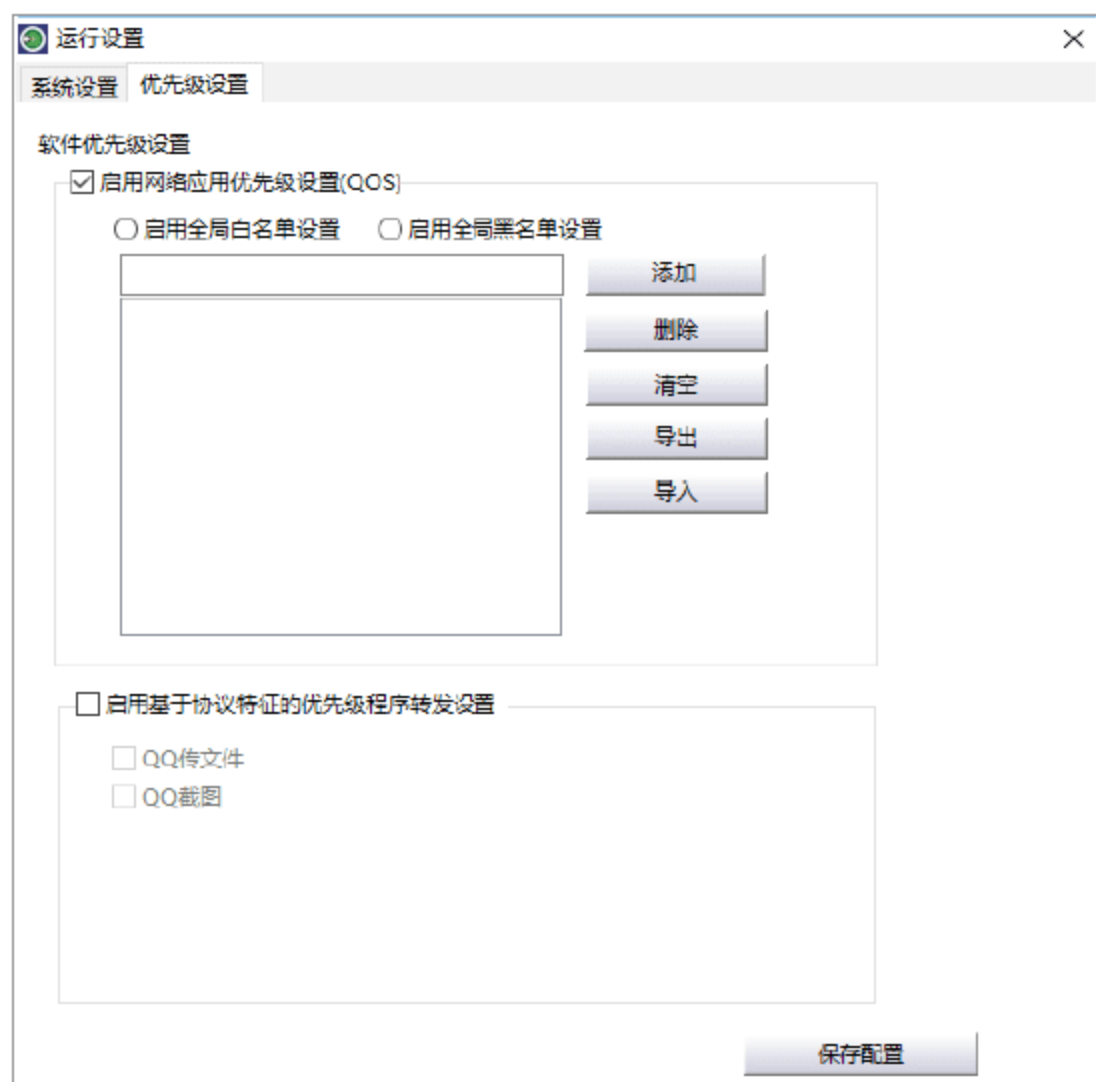 运行设置
系统设置 优先级设置
软件优先级设置
启用网络应用优先级设置(QOS)
启用全局白名单设置 启用全局黑名单设置
添加
删除
清空
导出
导入
启用基于协议特征的优先级程序转发设置
QQ传文件
QQ截图
保存配置